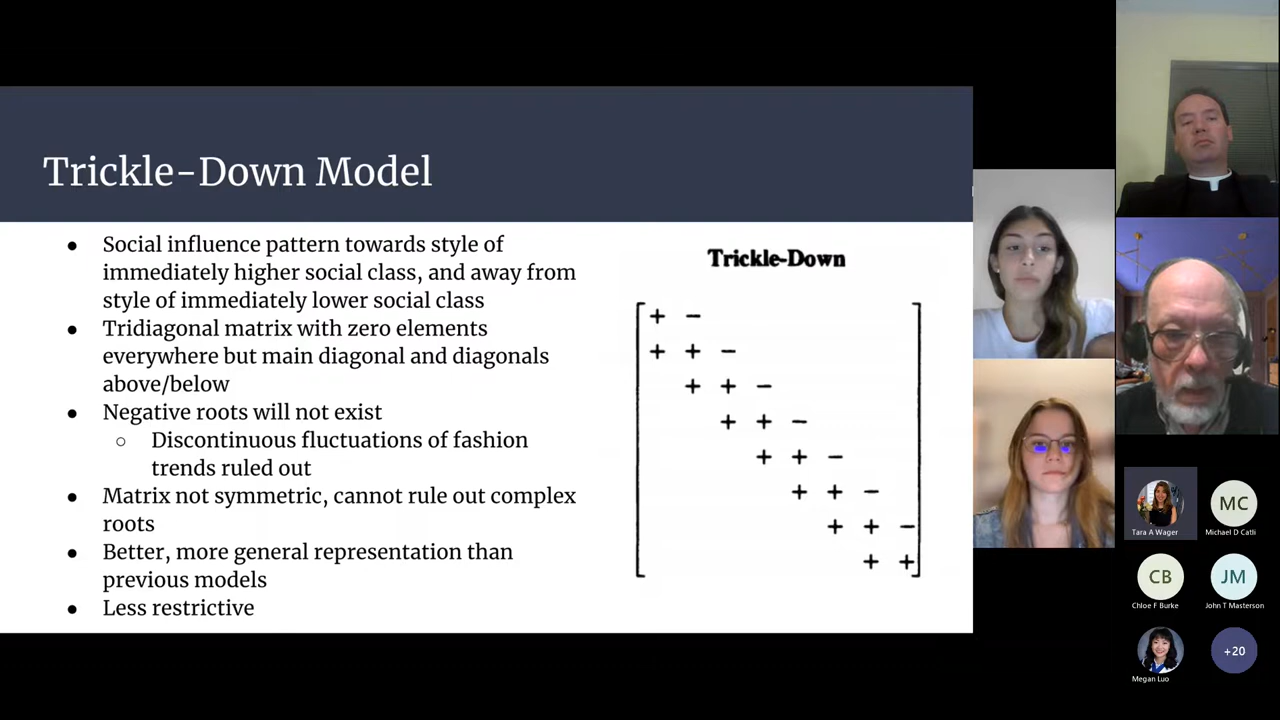 Trickle-Down Model
● Social influence pattern towards style of
immediately higher social class, and away from
style of immediately lower social class
● Tridiagonal matrix with zero elements
everywhere but main diagonal and diagonals
above/below
● Negative roots will not exist
○ Discontinuous fluctuations of fashion
trends ruled out
● Matrix not symmetric, cannot rule out complex
roots
● Better, more general representation than
previous models
● Less restrictive
Trickle-Down
+ −
+ + −
+ + −
+ + −
+ + −
+ + −
+ + −
+ +
Tara A Wager
MC
Michael D Catli
CB
Chloe F Burke
JM
John T Masterson
Megan Luo
+20